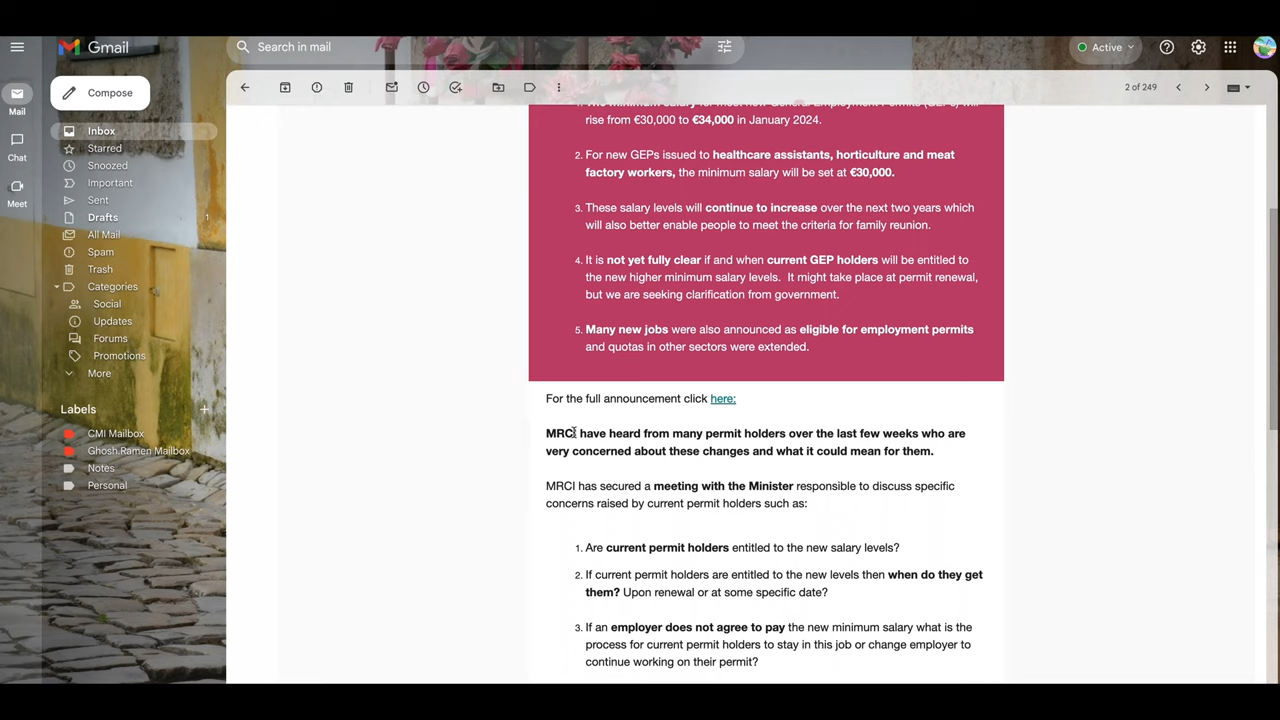 Gmail
Search in mail
Active
Compose
2 of 249
Mail
Chat
Meet
Inbox
Starred
Snoozed
Important
Sent
Drafts
1
All Mail
Spam
Trash
Categories
Social
Updates
Forums
Promotions
More
Labels
CMI Mailbox
Ghosh.Ramen Mailbox
Notes
Personal
rise from €30,000 to €34,000 in January 2024.
2. For new GEPs issued to healthcare assistants, horticulture and meat
factory workers, the minimum salary will be set at €30,000.
3. These salary levels will continue to increase over the next two years which
will also better enable people to meet the criteria for family reunion.
4. It is not yet fully clear if and when current GEP holders will be entitled to
the new higher minimum salary levels. It might take place at permit renewal,
but we are seeking clarification from government.
5. Many new jobs were also announced as eligible for employment permits
and quotas in other sectors were extended.
For the full announcement click here:
MRCI have heard from many permit holders over the last few weeks who are
very concerned about these changes and what it could mean for them.
MRCI has secured a meeting with the Minister responsible to discuss specific
concerns raised by current permit holders such as:
1. Are current permit holders entitled to the new salary levels?
2. If current permit holders are entitled to the new levels then when do they get
them? Upon renewal or at some specific date?
3. If an employer does not agree to pay the new minimum salary what is the
process for current permit holders to stay in this job or change employer to
continue working on their permit?